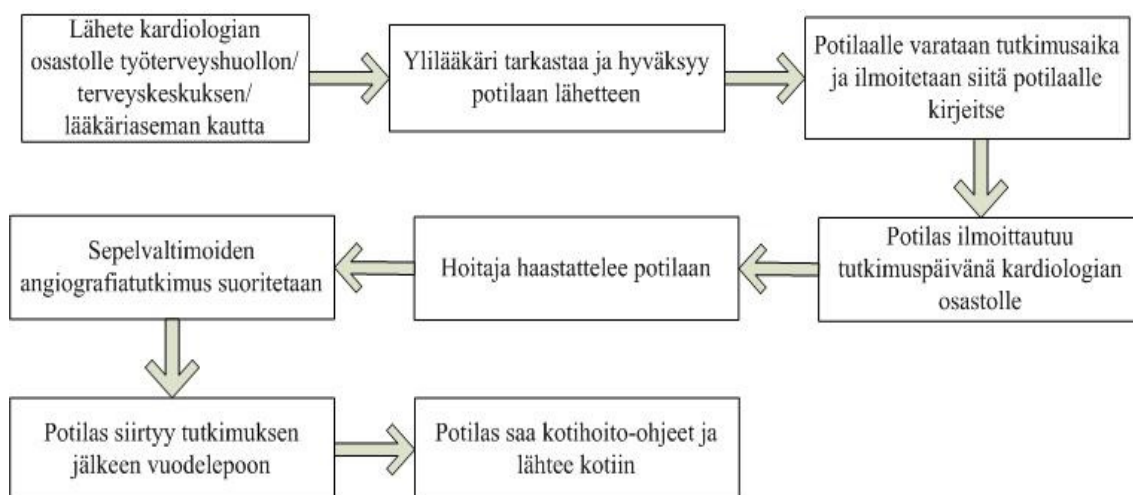 Lähete kardiologian
osastolle työterveyshuollon/
terveyskeskuksen/
lääkäriaseman kautta
Ylilääkäri tarkastaa ja hyväksyy
potilaan lähetteen
Potilaalle varataan tutkimusaika
ja ilmoitetaan siitä potilaalle
kirjeitse
Potilas ilmoittautuu
tutkimuspäivänä kardiologian
osastolle
Hoitaja haastattelee potilaan
Sepelvaltimoiden
angiografiatutkimus suoritetaan
Potilas siirtyy tutkimuksen
jälkeen vuodelepoon
Potilas saa kotihoito-ohjeet ja
lähtee kotiin